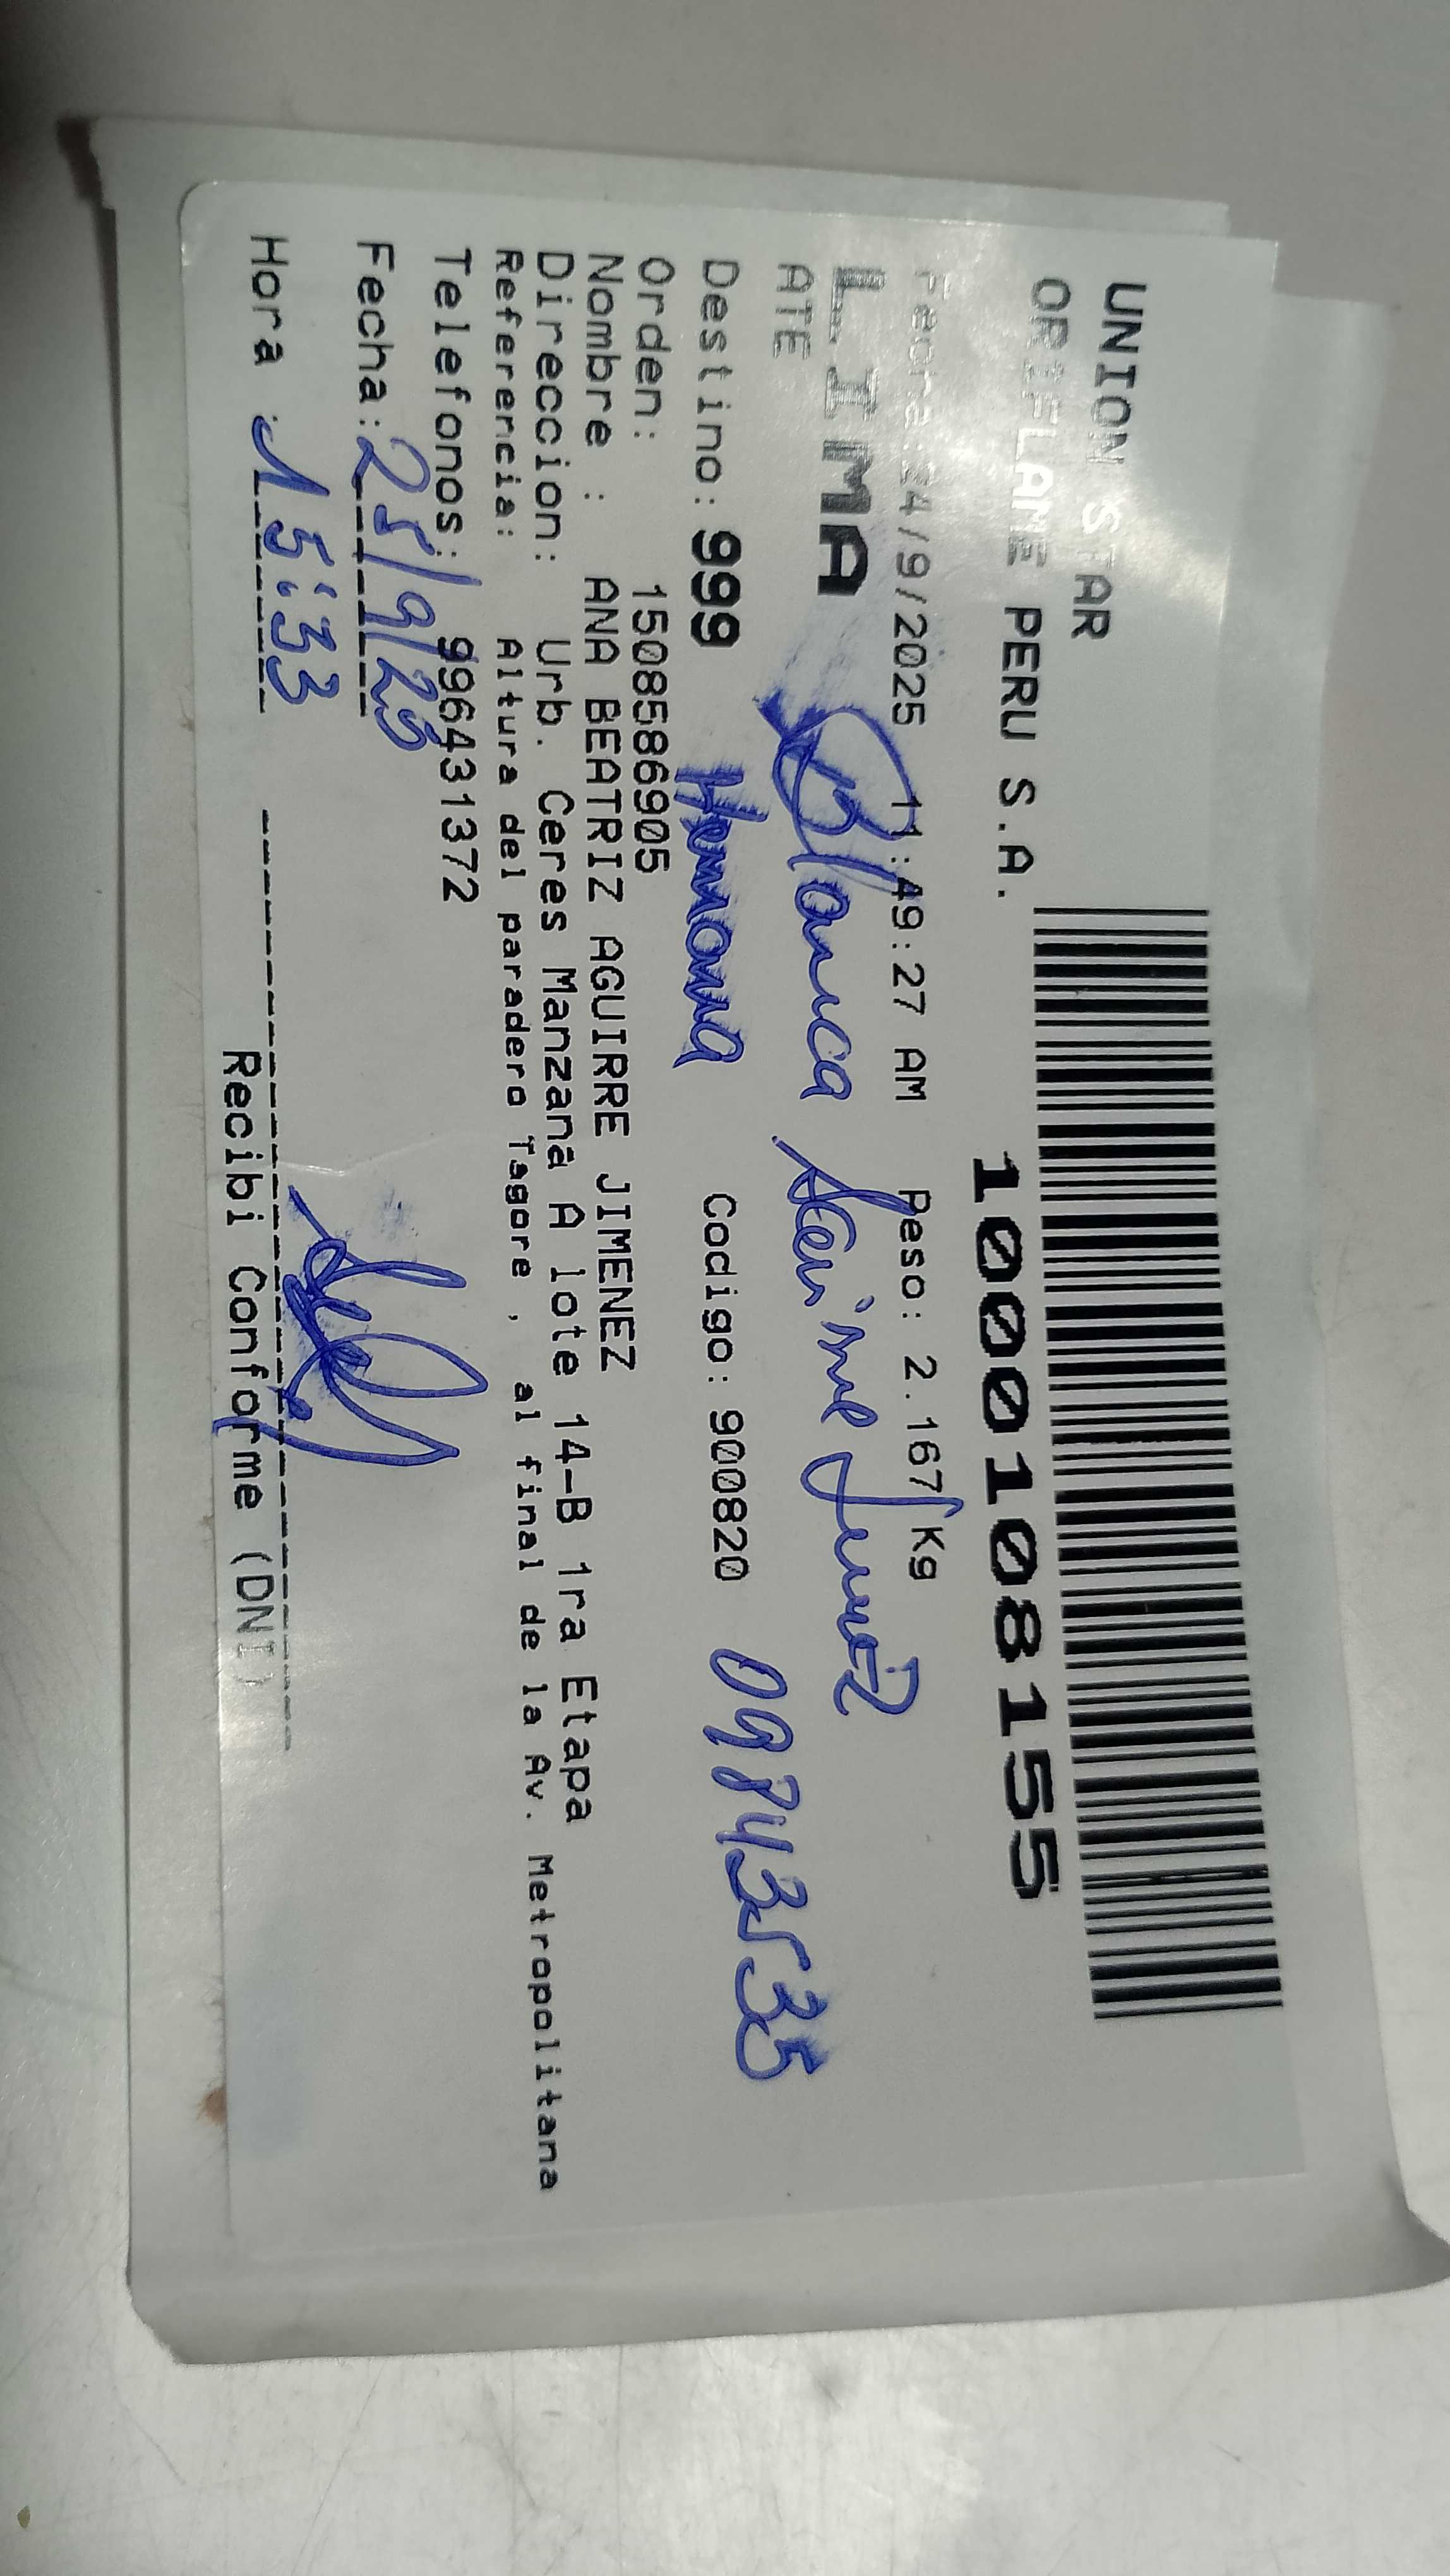 UNION STAR
ORIFLAME PERU S.A.
10001108155
Fecha:24/9/2025 11:49:27 AM Peso: 2.167 Kg
LIMA
ATE
Blanca Jiménez
Destino: 999 Hermana Codigo: 900820 09843535
Orden: 1508586905
Nombre : ANA BEATRIZ AGUIRRE JIMENEZ
Direccion: Urb. Ceres Manzana A lote 14-B 1ra Etapa
Referencia: Altura del paradero Tagore , al final de la Av. Metropolitana
Telefonos: 996431372
Fecha: 25/9/25
Hora : 15:33
Recibi Conforme (DNI)